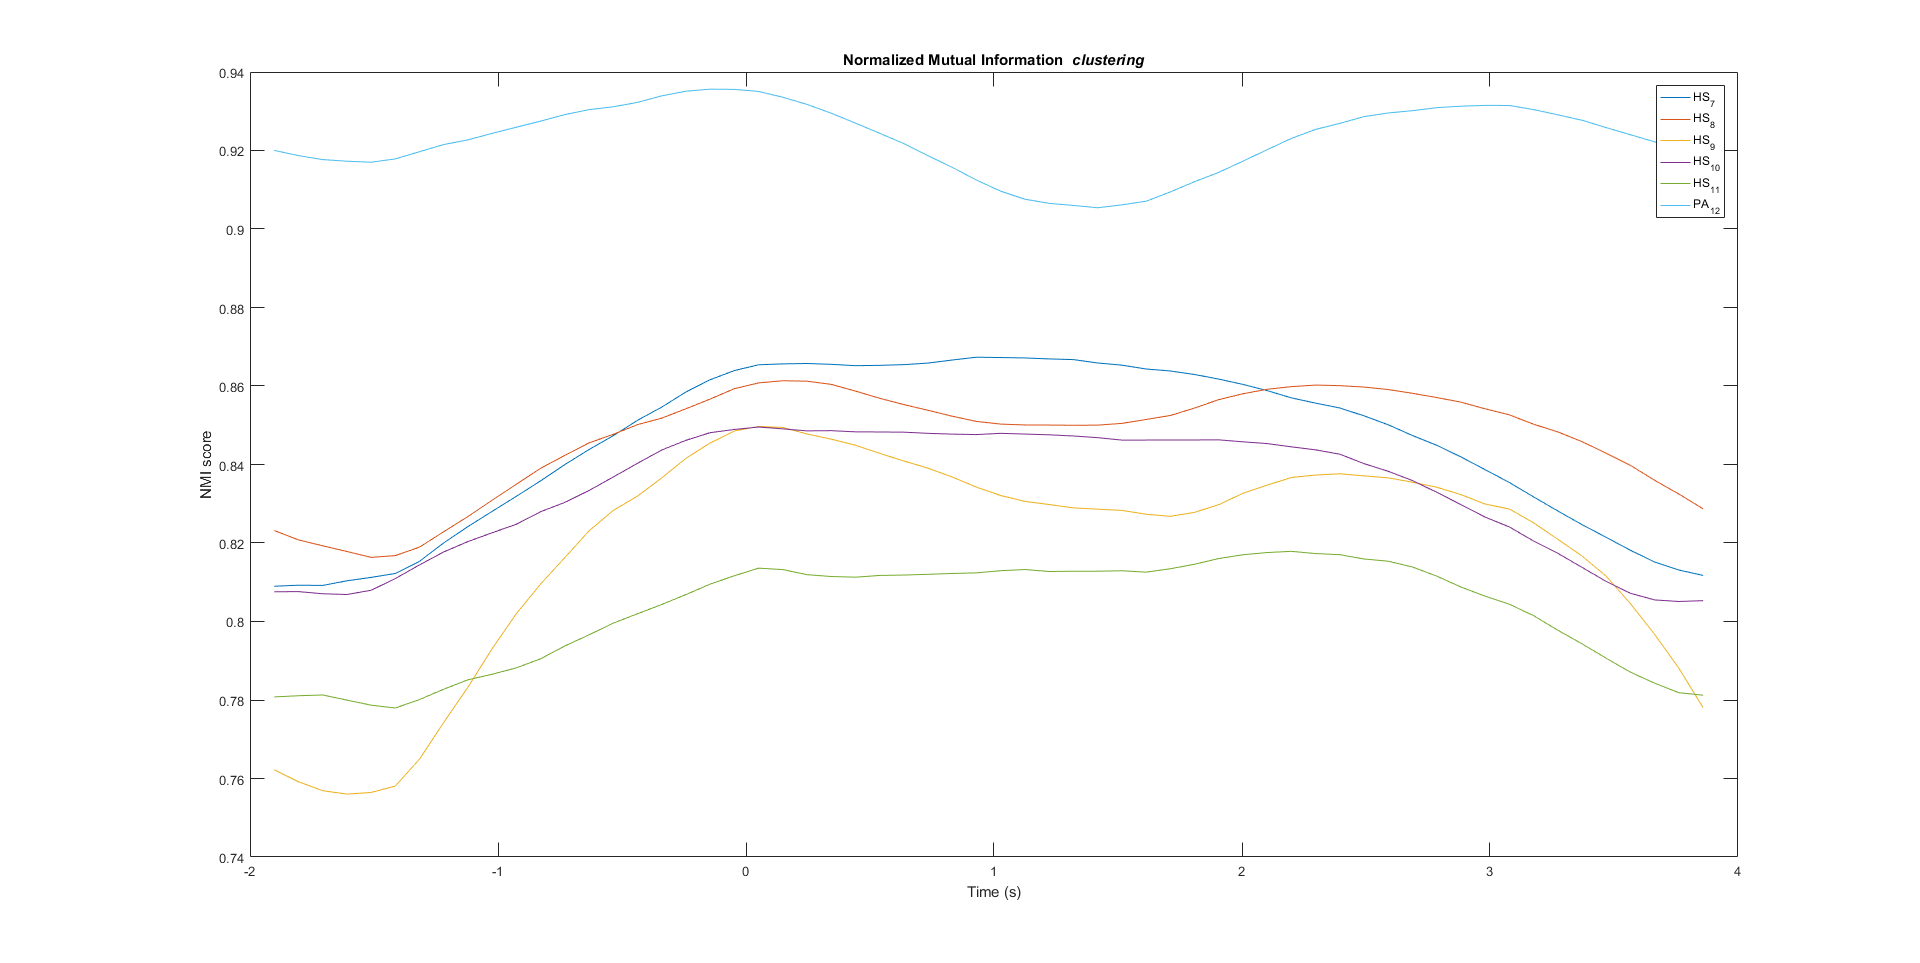 Normalized Mutual Information clustering
0.94
0.92
0.9
0.88
0.86
0.84
0.82
0.8
0.78
0.76
0.74
NMI score
-2 -1 0 1 2 3 4
Time (s)
HS7
HS8
HS9
HS10
HS11
PA12